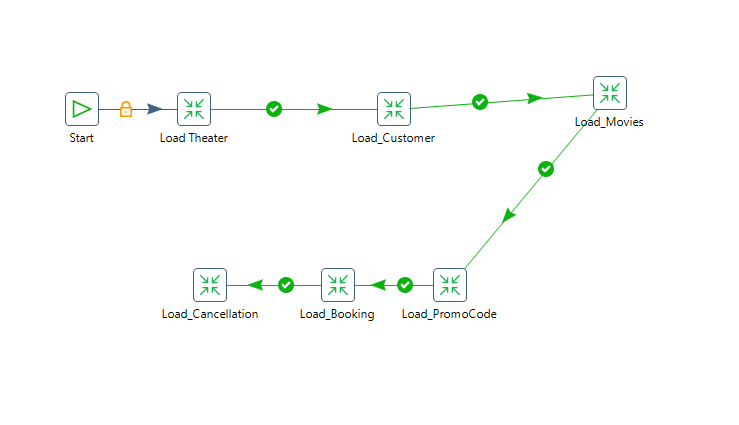 Start
Load Theater
Load_Customer
Load_Movies
Load_Cancellation
Load_Booking
Load_PromoCode